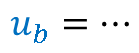 u_b = ⋯